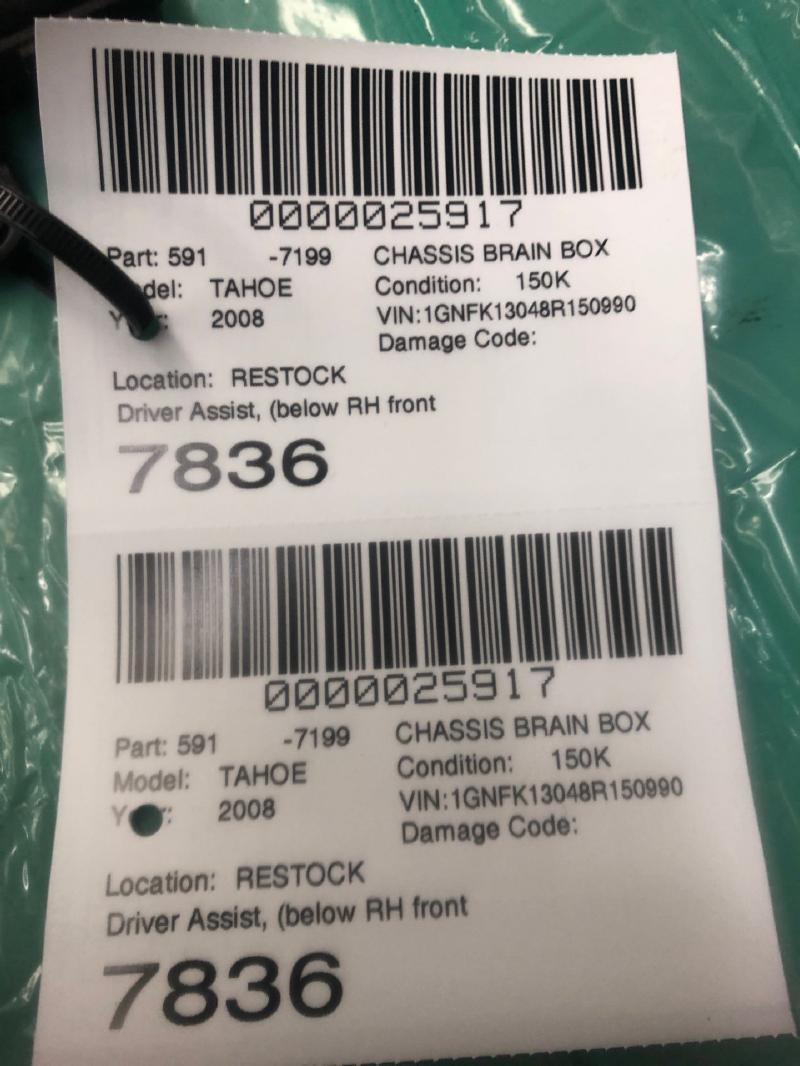 0000025917
Part: 591 -7199 CHASSIS BRAIN BOX
Model: TAHOE Condition: 150K
Year: 2008 VIN:1GNFK13048R150990
Damage Code:
Location: RESTOCK
Driver Assist, (below RH front
7836
0000025917
Part: 591 -7199 CHASSIS BRAIN BOX
Model: TAHOE Condition: 150K
Year: 2008 VIN:1GNFK13048R150990
Damage Code:
Location: RESTOCK
Driver Assist, (below RH front
7836